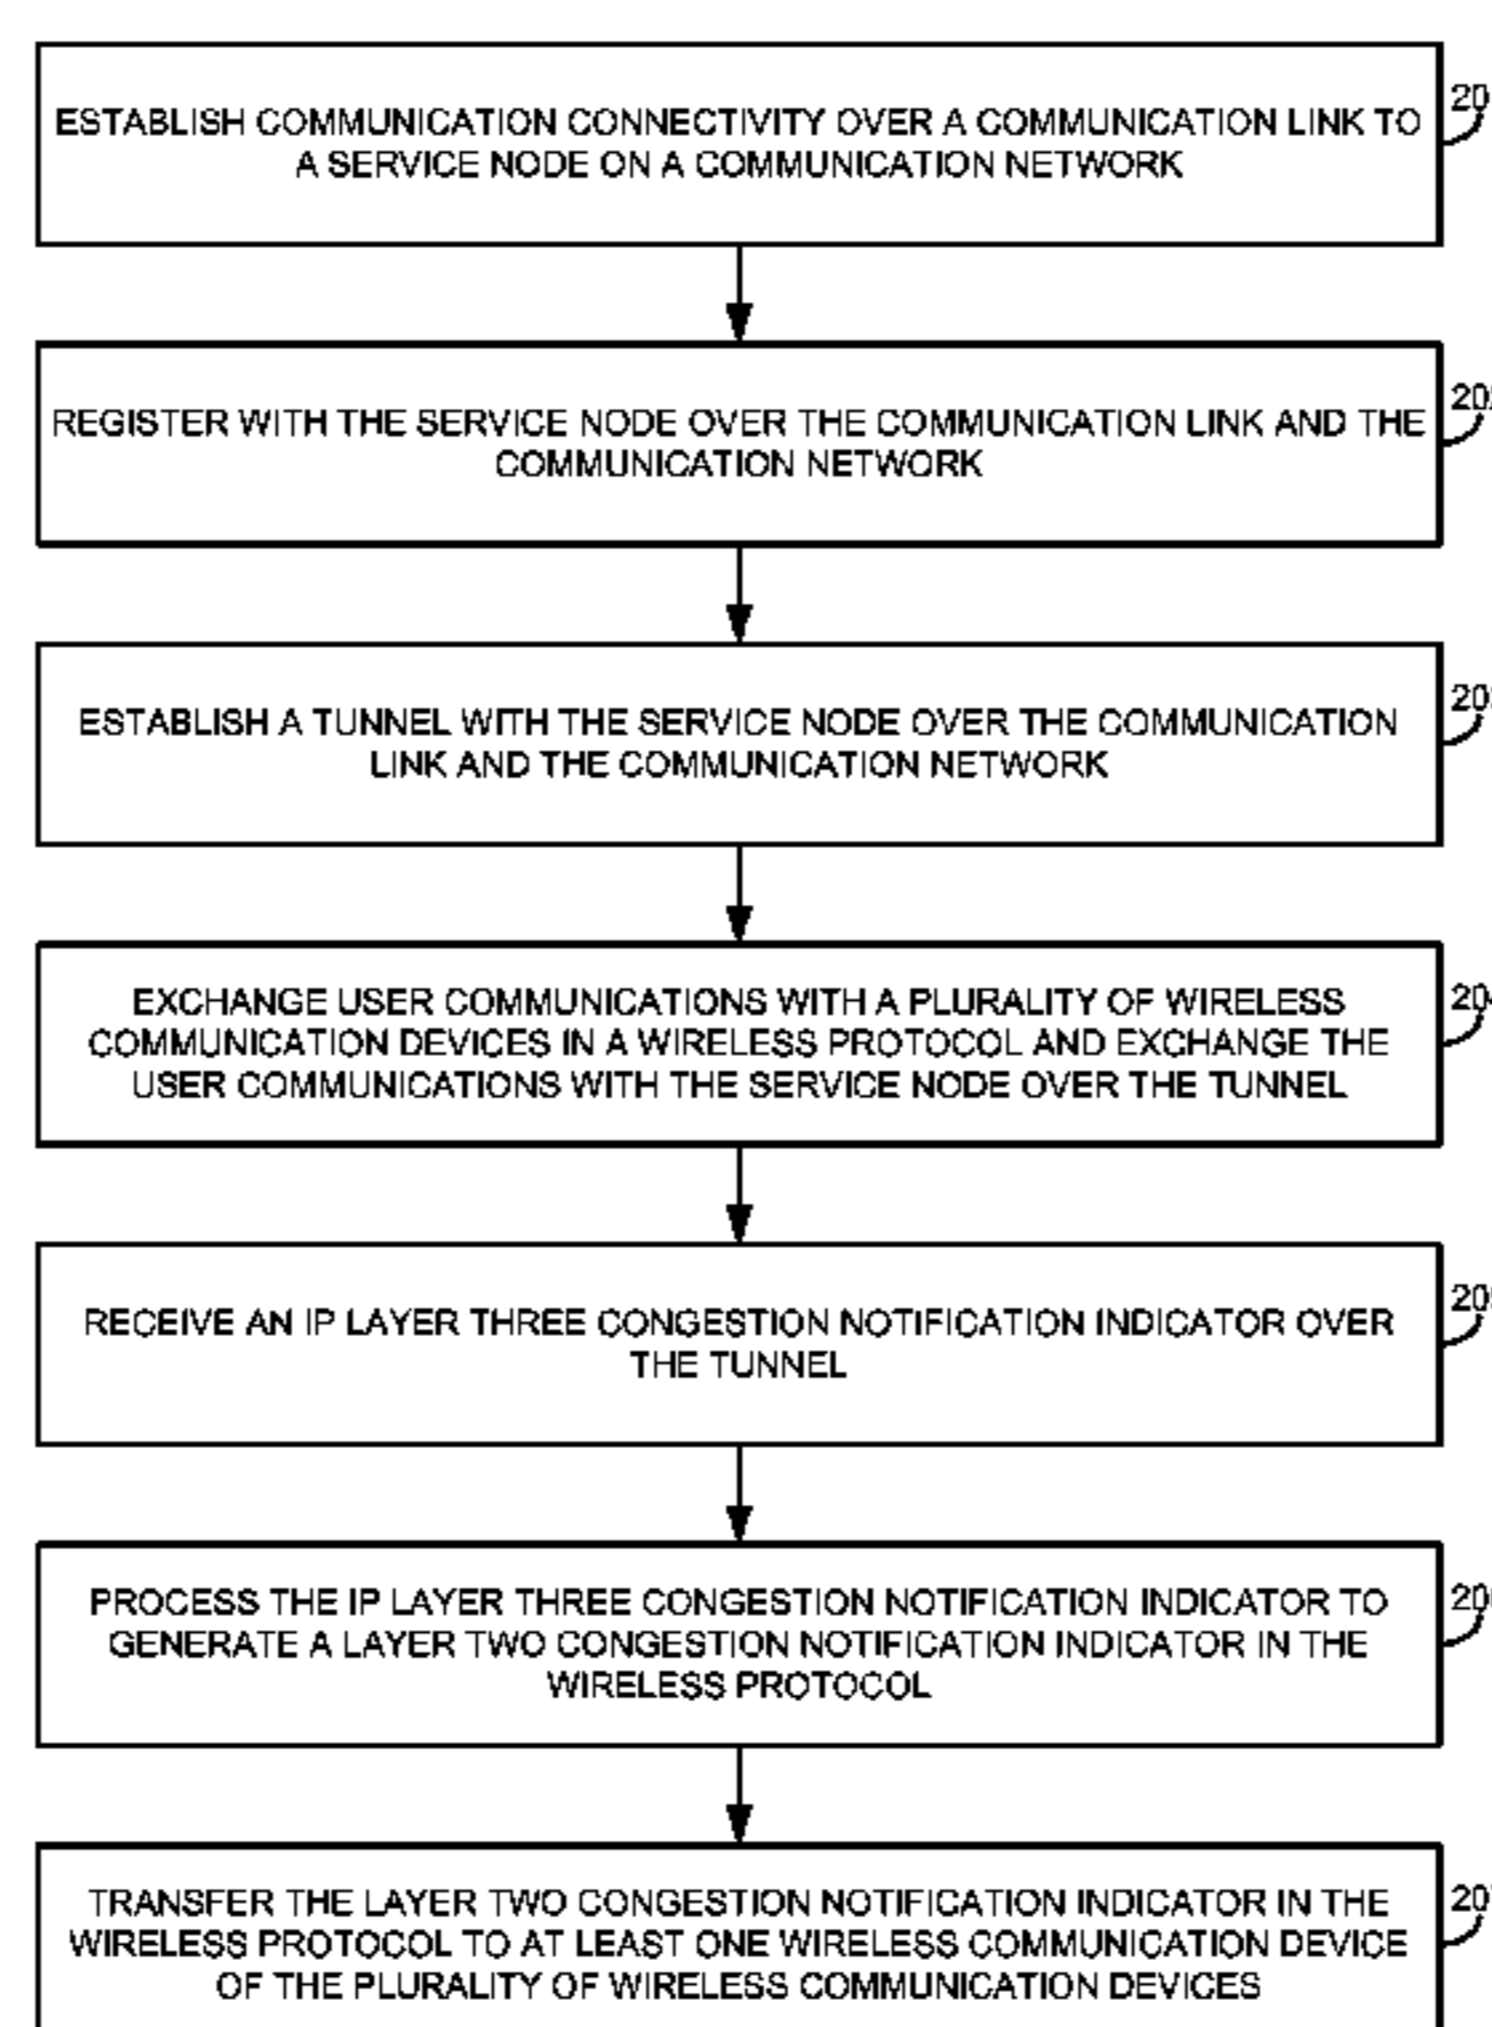 ESTABLISH COMMUNICATION CONNECTIVITY OVER A COMMUNICATION LINK TO
A SERVICE NODE ON A COMMUNICATION NETWORK
REGISTER WITH THE SERVICE NODE OVER THE COMMUNICATION LINK AND THE
COMMUNICATION NETWORK
ESTABLISH A TUNNEL WITH THE SERVICE NODE OVER THE COMMUNICATION
LINK AND THE COMMUNICATION NETWORK
EXCHANGE USER COMMUNICATIONS WITH A PLURALITY OF WIRELESS
COMMUNICATION DEVICES IN A WIRELESS PROTOCOL AND EXCHANGE THE
USER COMMUNICATIONS WITH THE SERVICE NODE OVER THE TUNNEL
RECEIVE AN IP LAYER THREE CONGESTION NOTIFICATION INDICATOR OVER
THE TUNNEL
PROCESS THE IP LAYER THREE CONGESTION NOTIFICATION INDICATOR TO
GENERATE A LAYER TWO CONGESTION NOTIFICATION INDICATOR IN THE
WIRELESS PROTOCOL
TRANSFER THE LAYER TWO CONGESTION NOTIFICATION INDICATOR IN THE
WIRELESS PROTOCOL TO AT LEAST ONE WIRELESS COMMUNICATION DEVICE
OF THE PLURALITY OF WIRELESS COMMUNICATION DEVICES